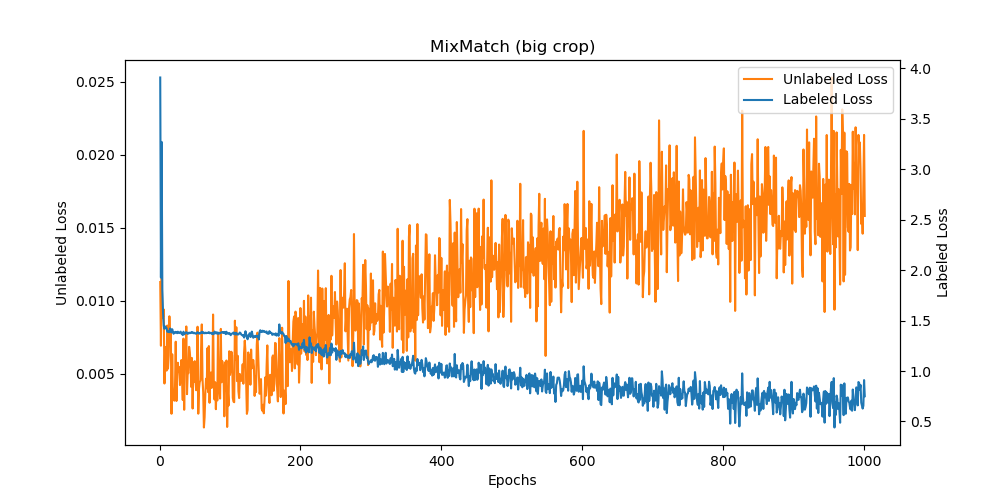 MixMatch (big crop)
Unlabeled Loss
Labeled Loss
0.025
0.020
0.015
0.010
0.005
Unlabeled Loss
4.0
3.5
3.0
2.5
2.0
1.5
1.0
0.5
Labeled Loss
0 200 400 600 800 1000
Epochs